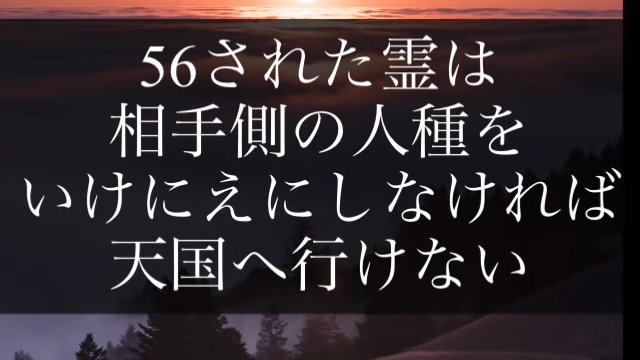 56された霊は
相手側の人種を
いけにえにしなければ
天国へ行けない